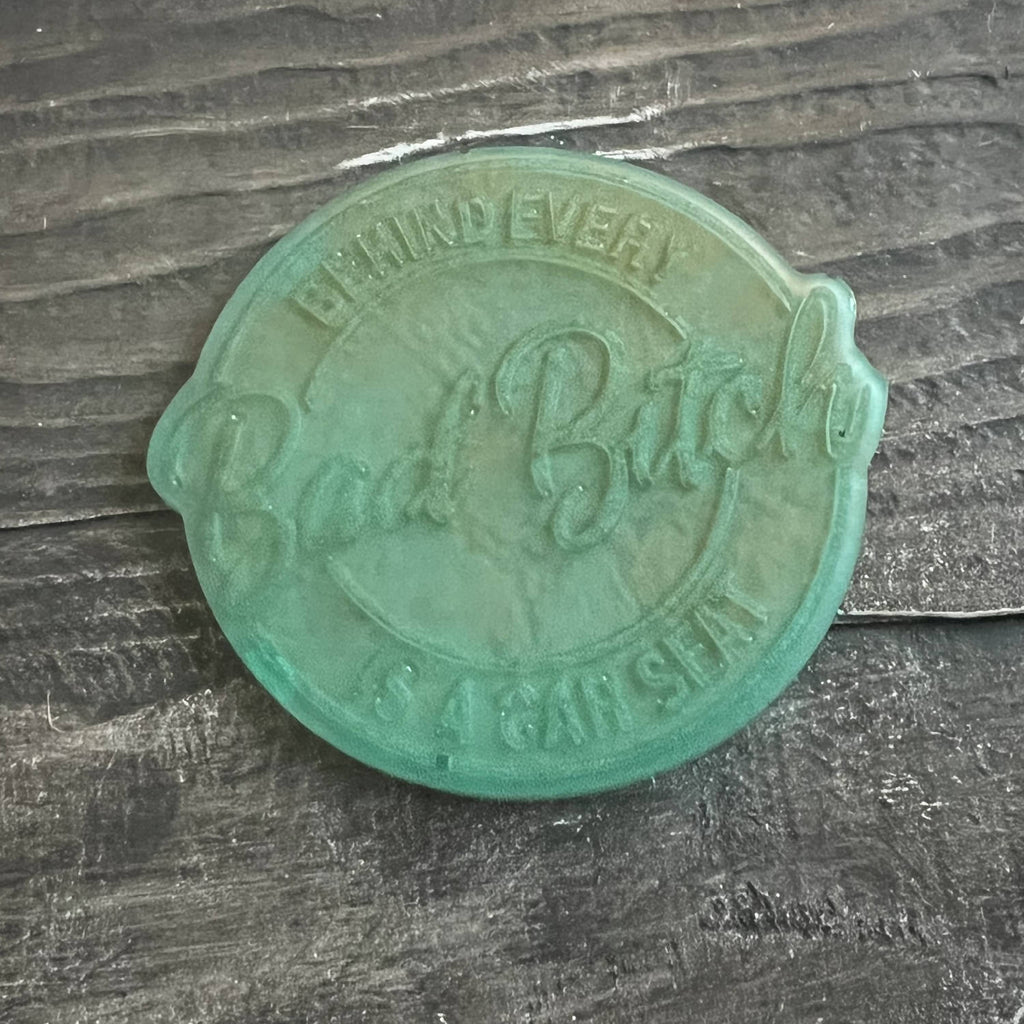 BEHIND EVERY
Bad Bitch
IS A CAR SEAT